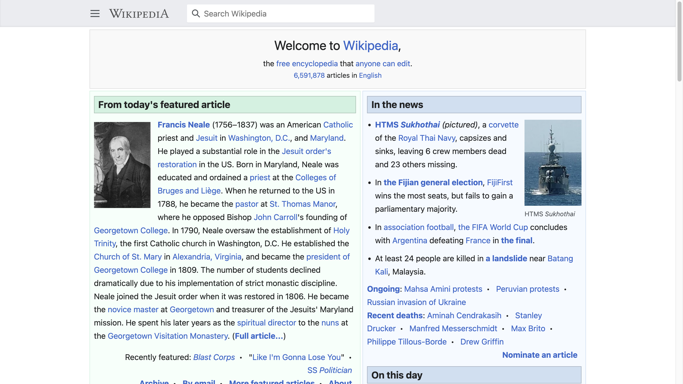 WIKIPEDIA
Search Wikipedia
Welcome to Wikipedia,
the free encyclopedia that anyone can edit.
6,591,878 articles in English
From today's featured article
Francis Neale (1756–1837) was an American Catholic
priest and Jesuit in Washington, D.C., and Maryland.
He played a substantial role in the Jesuit order's
restoration in the US. Born in Maryland, Neale was
educated and ordained a priest at the Colleges of
Bruges and Liège. When he returned to the US in
1788, he became the pastor at St. Thomas Manor,
where he opposed Bishop John Carroll's founding of
Georgetown College. In 1790, Neale oversaw the establishment of Holy
Trinity, the first Catholic church in Washington, D.C. He established the
Church of St. Mary in Alexandria, Virginia, and became the president of
Georgetown College in 1809. The number of students declined
dramatically due to his implementation of strict monastic discipline.
Neale joined the Jesuit order when it was restored in 1806. He became
the novice master at Georgetown and treasurer of the Jesuits' Maryland
mission. He spent his later years as the spiritual director to the nuns at
the Georgetown Visitation Monastery. (Full article...)
Recently featured: Blast Corps • "Like I'm Gonna Lose You" •
SS Politician
Archive • By email • More featured articles • About
In the news
• HTMS Sukhothai (pictured), a corvette
of the Royal Thai Navy, capsizes and
sinks, leaving 6 crew members dead
and 23 others missing.
HTMS Sukhothai
• In the Fijian general election, FijiFirst
wins the most seats, but fails to gain a
parliamentary majority.
• In association football, the FIFA World Cup concludes
with Argentina defeating France in the final.
• At least 24 people are killed in a landslide near Batang
Kali, Malaysia.
Ongoing: Mahsa Amini protests • Peruvian protests •
Russian invasion of Ukraine
Recent deaths: Aminah Cendrakasih • Stanley
Drucker • Manfred Messerschmidt • Max Brito •
Philippe Tillous-Borde • Drew Griffin
Nominate an article
On this day